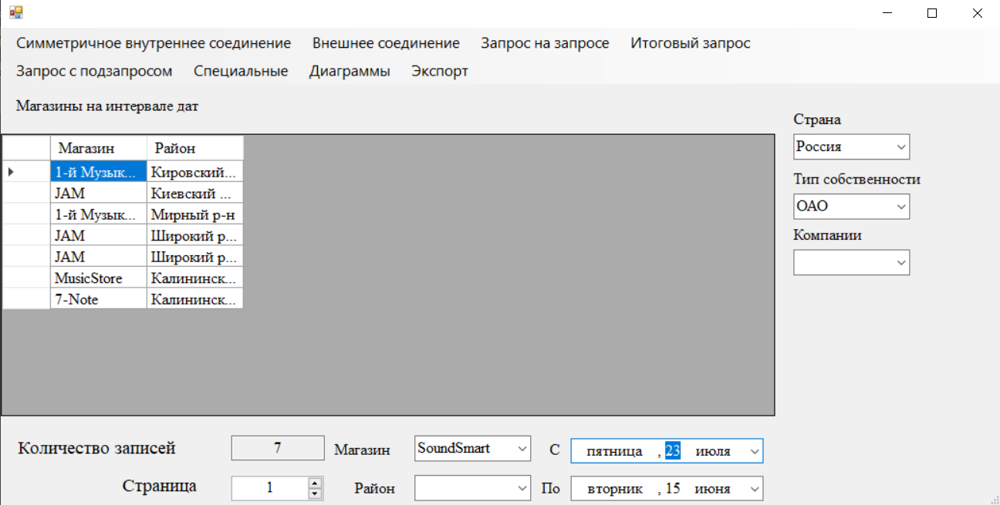 Симметричное внутреннее соединение Внешнее соединение Запрос на запросе Итоговый запрос
Запрос с подзапросом Специальные Диаграммы Экспорт
Магазины на интервале дат
Магазин Район
1-й Музык... Кировский...
JAM Киевский ...
1-й Музык... Мирный р-н
JAM Широкий р...
JAM Широкий р...
MusicStore Калининск...
7-Note Калининск...
Страна
Россия
Тип собственности
ОАО
Компании
Количество записей 7 Магазин SoundSmart С пятница , 23 июля
Страница 1 Район По вторник , 15 июня